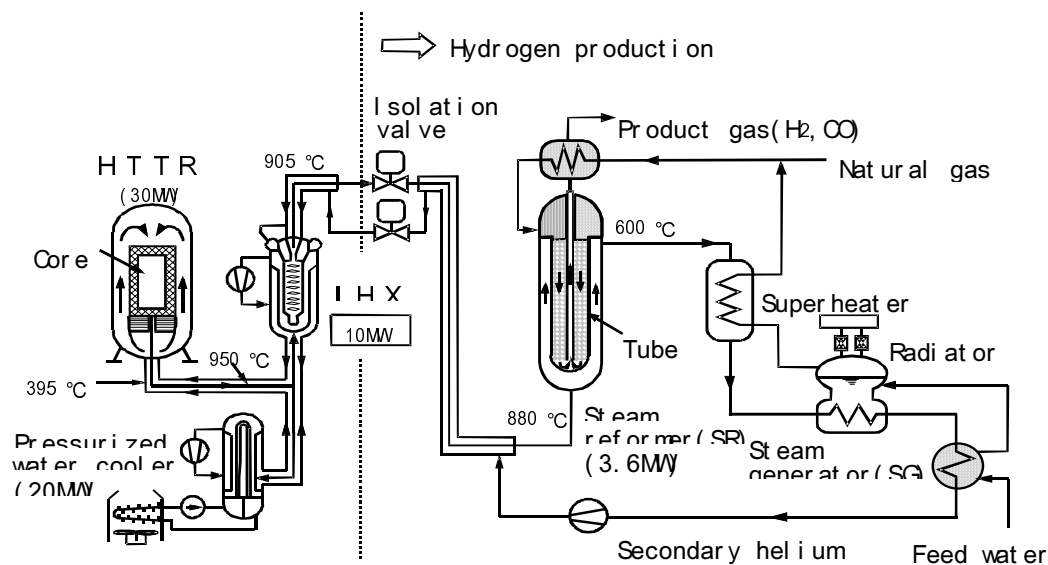 Hydrogen production
Isolation
valve
Product gas(H2, CO)
HTTR
(30MW)
905 °C
Natural gas
600 °C
Core
IHX
10MW
Superheater
Tube
Radiator
950 °C
395 °C
880 °C
Steam
reformer(SR)
(3.6MW)
Pressurized
water cooler
(20MW)
Steam
generator(SG)
Secondary helium
Feed water